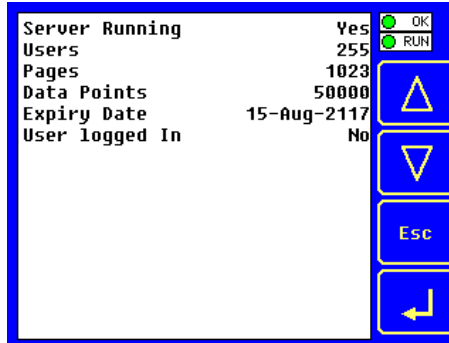 Server Running Yes
Users 255
Pages 1023
Data Points 50000
Expiry Date 15-Aug-2117
User logged In No
OK
RUN
Esc